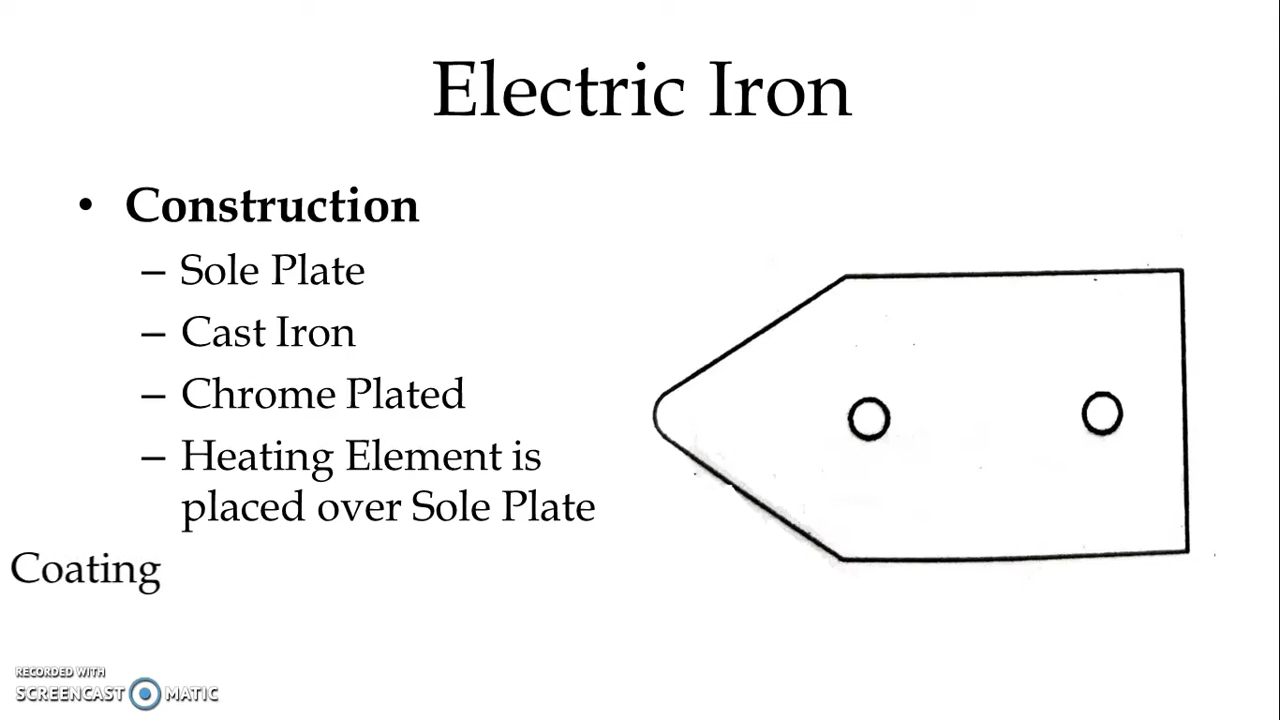 Electric Iron
• Construction
– Sole Plate
– Cast Iron
– Chrome Plated
– Heating Element is
placed over Sole Plate
Coating
RECORDED WITH
SCREENCAST MATIC